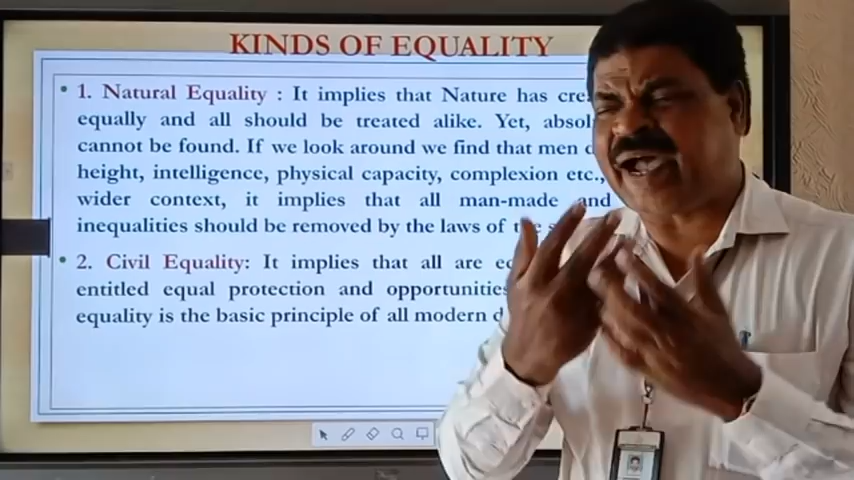 KINDS OF EQUALITY
• 1. Natural Equality : It implies that Nature has
equally and all should be treated alike. Yet,
cannot be found. If we look around we find that men
height, intelligence, physical capacity, complexion etc.,
wider context, it implies that all man-made and
inequalities should be removed by the laws of the
• 2. Civil Equality: It implies that all are
entitled equal protection and opportunities
equality is the basic principle of all modern